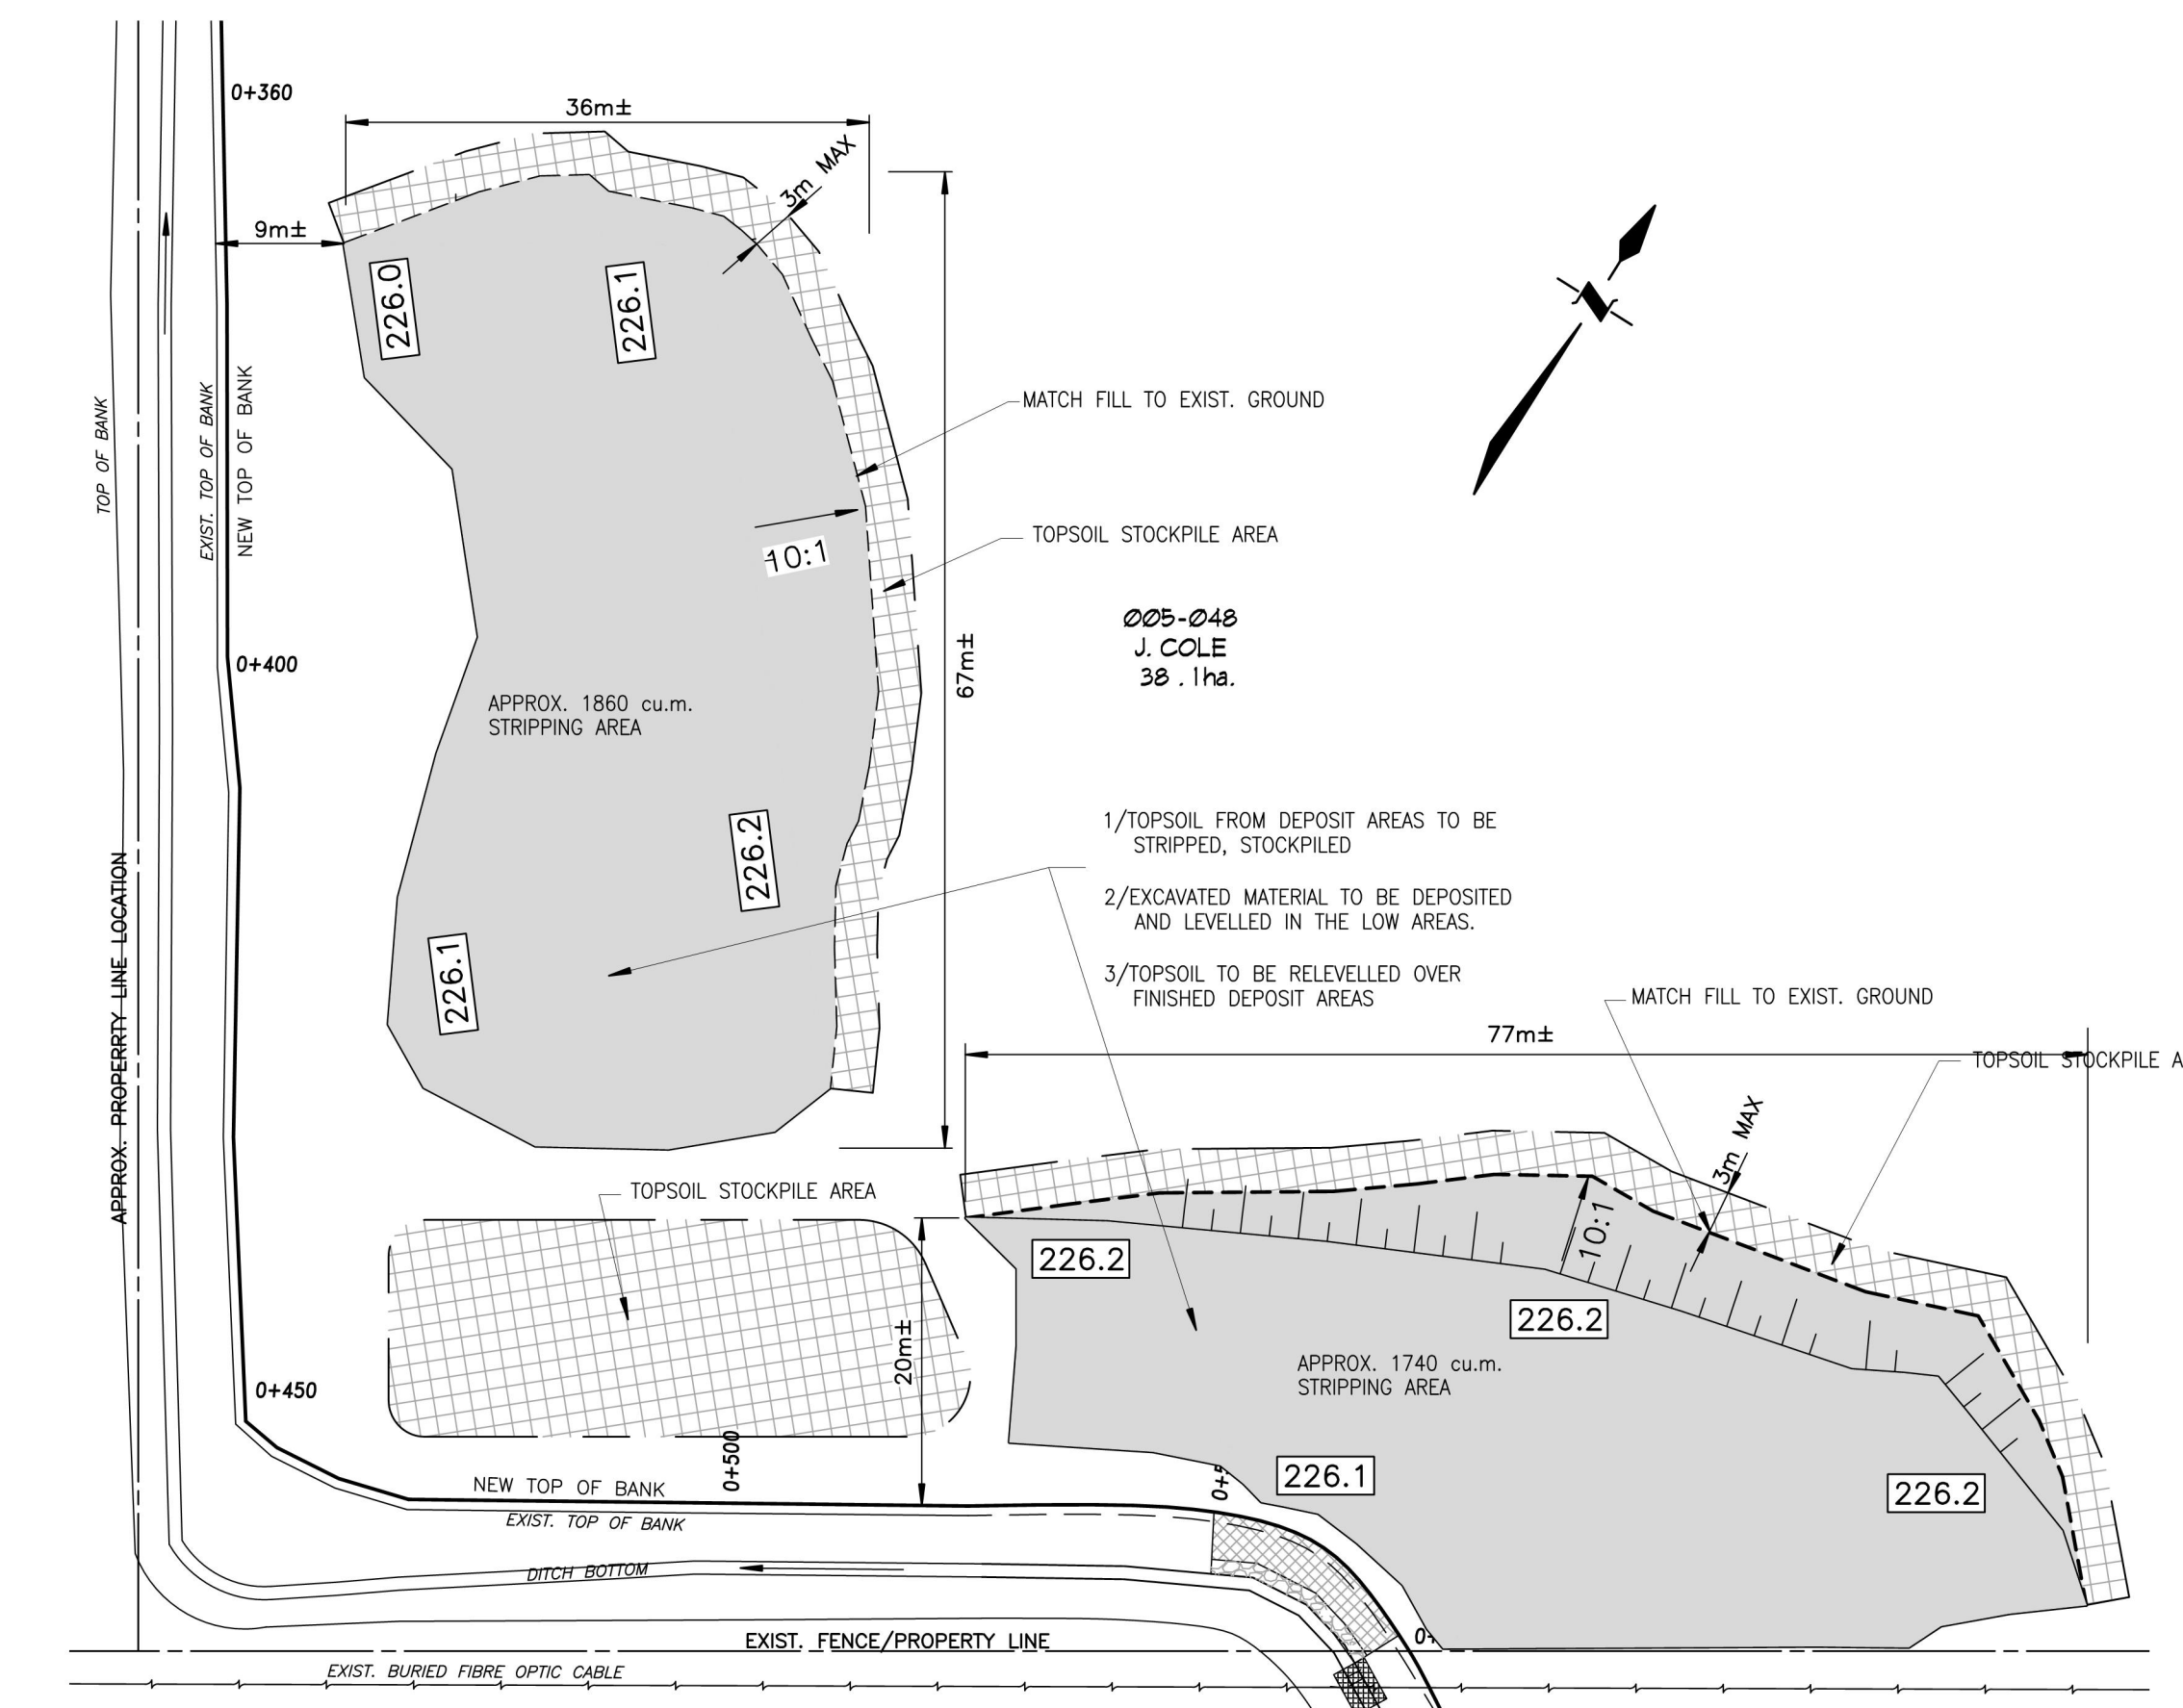 0+360
36m±
3m MAX
9m±
226.0
226.1
TOP OF BANK
EXIST. TOP OF BANK
NEW TOP OF BANK
MATCH FILL TO EXIST. GROUND
10:1
TOPSOIL STOCKPILE AREA
005-048
J. COLE
38 . 1ha.
67m±
0+400
APPROX. 1860 cu.m.
STRIPPING AREA
226.2
226.1
1/TOPSOIL FROM DEPOSIT AREAS TO BE
STRIPPED, STOCKPILED
2/EXCAVATED MATERIAL TO BE DEPOSITED
AND LEVELLED IN THE LOW AREAS.
3/TOPSOIL TO BE RELEVELLED OVER
FINISHED DEPOSIT AREAS
APPROX. PROPERRTY LINE LOCATION
MATCH FILL TO EXIST. GROUND
77m±
TOPSOIL STOCKPILE A
3m MAX
TOPSOIL STOCKPILE AREA
10:1
226.2
226.2
20m±
APPROX. 1740 cu.m.
STRIPPING AREA
0+450
0+500
226.1
226.2
NEW TOP OF BANK
EXIST. TOP OF BANK
DITCH BOTTOM
EXIST. FENCE/PROPERTY LINE
EXIST. BURIED FIBRE OPTIC CABLE